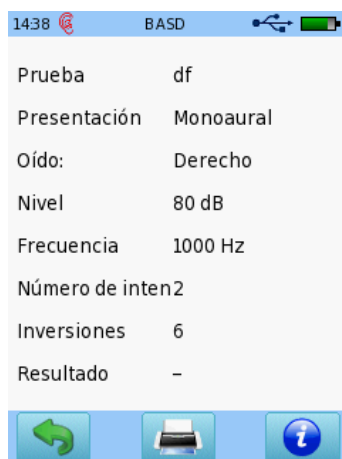 14:38 BASD
Prueba df
Presentación Monoaural
Oído: Derecho
Nivel 80 dB
Frecuencia 1000 Hz
Número de inten2
Inversiones 6
Resultado –
i